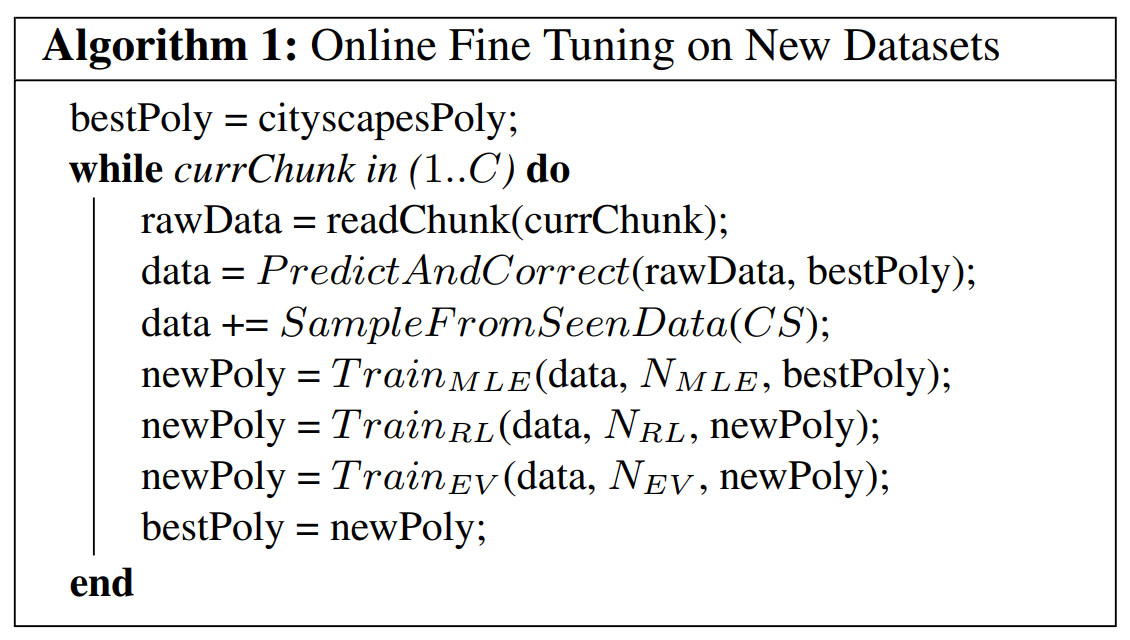 Algorithm 1: Online Fine Tuning on New Datasets
bestPoly = cityscapesPoly;
while currChunk in (1..C) do
rawData = readChunk(currChunk);
data = PredictAndCorrect(rawData, bestPoly);
data += SampleFromSeenData(CS);
newPoly = Train_{MLE}(data, N_{MLE}, bestPoly);
newPoly = Train_{RL}(data, N_{RL}, newPoly);
newPoly = Train_{EV}(data, N_{EV}, newPoly);
bestPoly = newPoly;
end